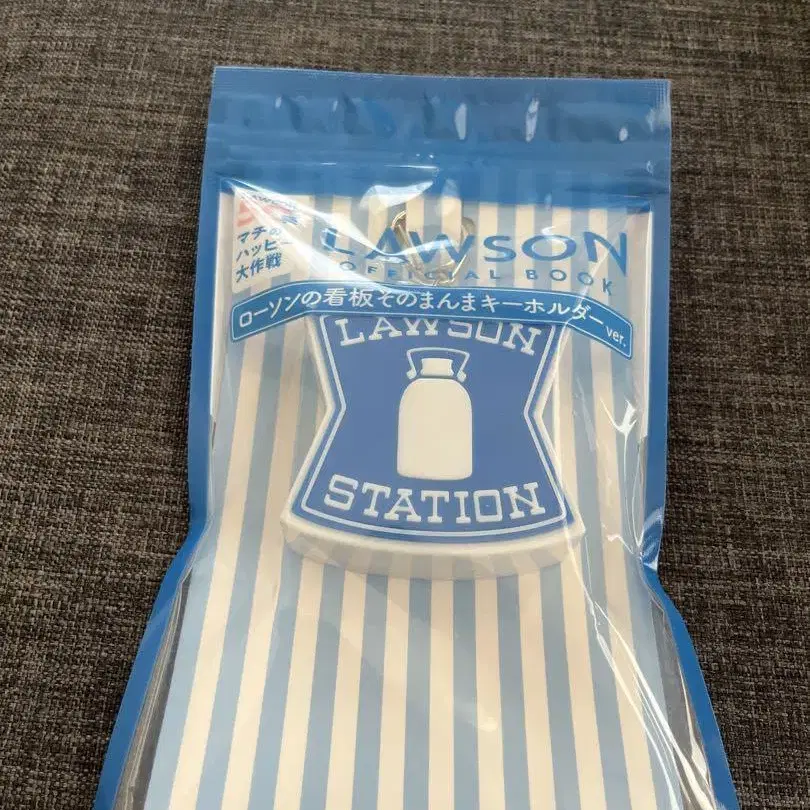 マチの
ハッピー
大作戦
LAWSON
OFFICIAL BOOK
ローソンの看板そのまんまキーホルダーver.
LAWSON
STATION